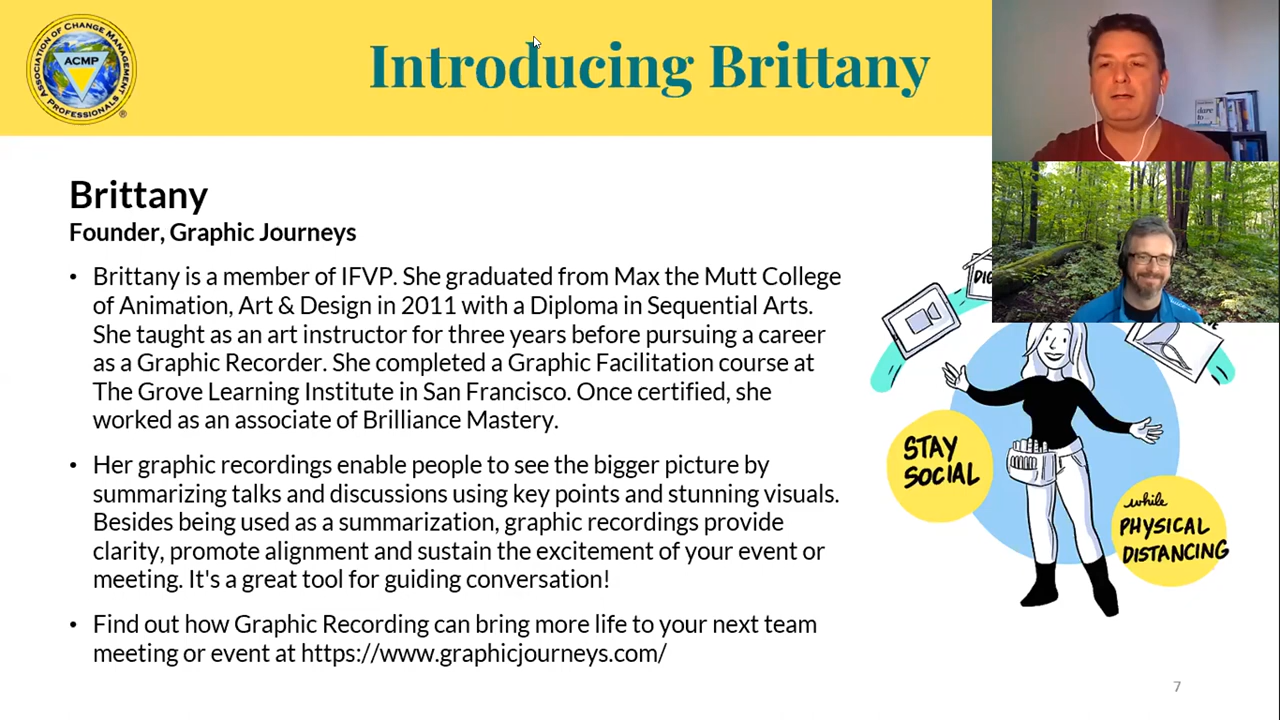 ASSOCIATION OF CHANGE MANAGEMENT
PROFESSIONALS
ACMP
®
Introducing Brittany
dare to
Brittany
Founder, Graphic Journeys
• Brittany is a member of IFVP. She graduated from Max the Mutt College
of Animation, Art & Design in 2011 with a Diploma in Sequential Arts.
She taught as an art instructor for three years before pursuing a career
as a Graphic Recorder. She completed a Graphic Facilitation course at
The Grove Learning Institute in San Francisco. Once certified, she
worked as an associate of Brilliance Mastery.
• Her graphic recordings enable people to see the bigger picture by
summarizing talks and discussions using key points and stunning visuals.
Besides being used as a summarization, graphic recordings provide
clarity, promote alignment and sustain the excitement of your event or
meeting. It's a great tool for guiding conversation!
• Find out how Graphic Recording can bring more life to your next team
meeting or event at https://www.graphicjourneys.com/
STAY
SOCIAL
while
PHYSICAL
DISTANCING
7